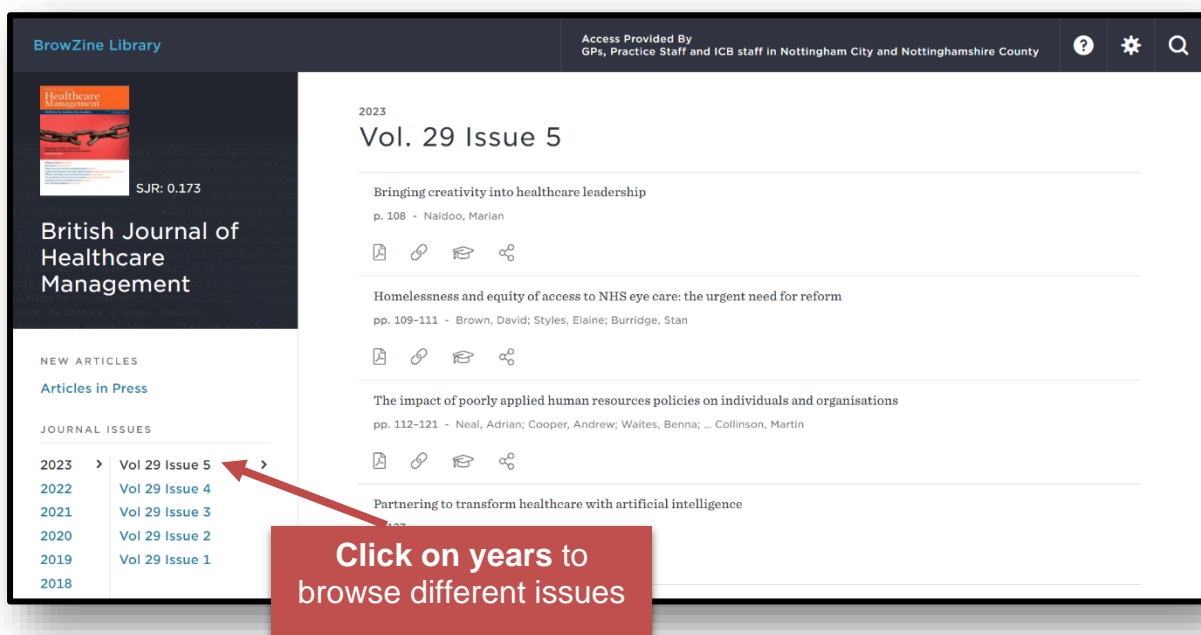 BrowZine Library
Access Provided By
GPs, Practice Staff and ICB staff in Nottingham City and Nottinghamshire County
Healthcare
Management
SJR: 0.173
British Journal of
Healthcare
Management
NEW ARTICLES
Articles in Press
JOURNAL ISSUES
2023 > Vol 29 Issue 5 >
2022 Vol 29 Issue 4
2021 Vol 29 Issue 3
2020 Vol 29 Issue 2
2019 Vol 29 Issue 1
2018
2023
Vol. 29 Issue 5
Bringing creativity into healthcare leadership
p. 108 - Naidoo, Marian
Homelessness and equity of access to NHS eye care: the urgent need for reform
pp. 109–111 - Brown, David; Styles, Elaine; Burridge, Stan
The impact of poorly applied human resources policies on individuals and organisations
pp. 112–121 - Neal, Adrian; Cooper, Andrew; Waites, Benna; ... Collinson, Martin
Partnering to transform healthcare with artificial intelligence
Click on years to
browse different issues